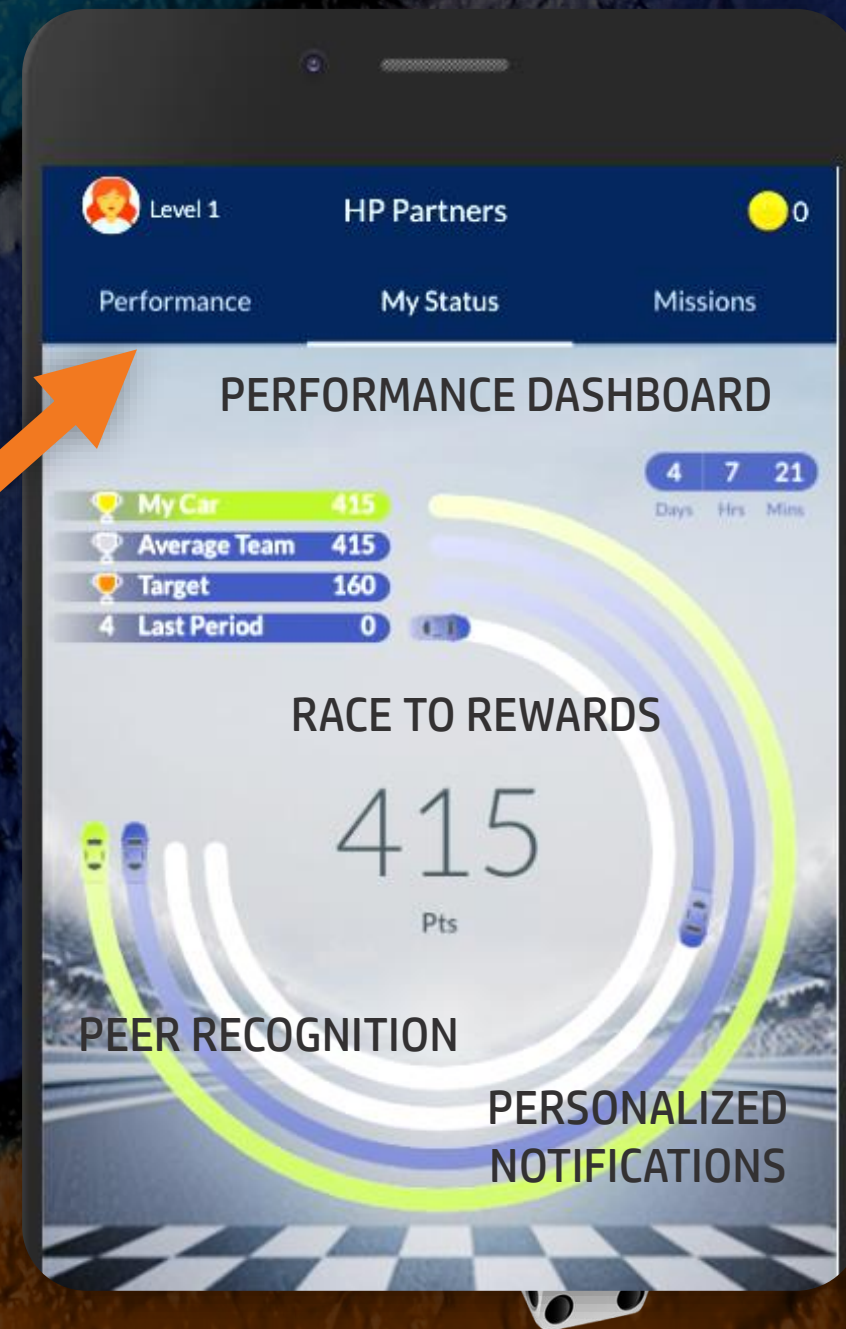 Level 1
HP Partners
0
Performance
My Status
Missions
PERFORMANCE DASHBOARD
4 7 21
Days Hrs Mins
My Car 415
Average Team 415
Target 160
4 Last Period 0
RACE TO REWARDS
415
Pts
PEER RECOGNITION
PERSONALIZED
NOTIFICATIONS